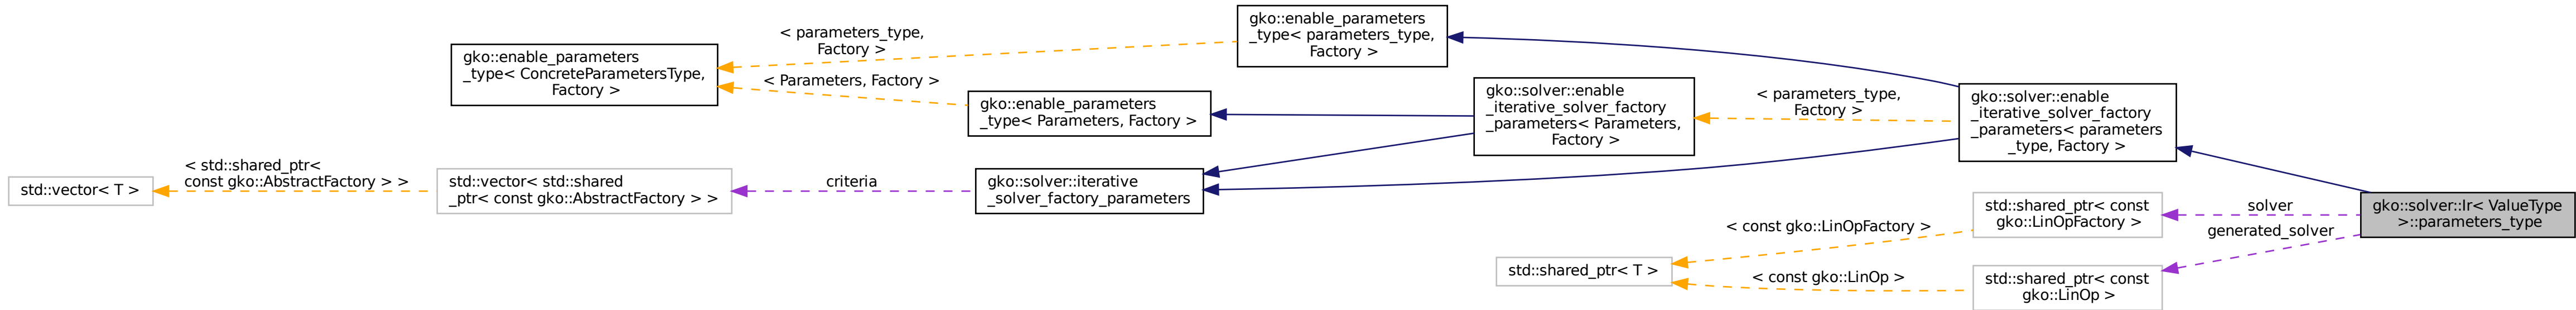 gko::enable_parameters
_type< parameters_type,
Factory >
< parameters_type,
Factory >
gko::enable_parameters
_type< ConcreteParametersType,
Factory >
< Parameters, Factory >
gko::enable_parameters
_type< Parameters, Factory >
gko::solver::enable
_iterative_solver_factory
_parameters< Parameters,
Factory >
< parameters_type,
Factory >
gko::solver::enable
_iterative_solver_factory
_parameters< parameters
_type, Factory >
std::vector< T >
< std::shared_ptr<
const gko::AbstractFactory > >
std::vector< std::shared
_ptr< const gko::AbstractFactory > >
criteria
gko::solver::iterative
_solver_factory_parameters
std::shared_ptr< T >
< const gko::LinOpFactory >
< const gko::LinOp >
std::shared_ptr< const
gko::LinOpFactory >
std::shared_ptr< const
gko::LinOp >
solver
generated_solver
gko::solver::Ir< ValueType
>::parameters_type